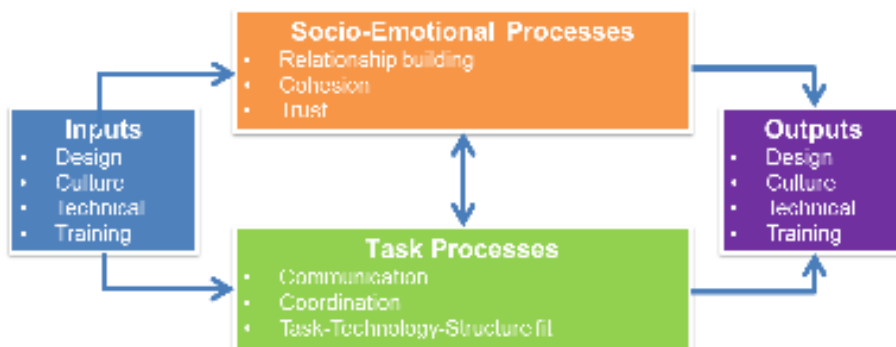 Socio-Emotional Processes
• Relationship building
• Cohesion
• Trust
Inputs
• Design
• Culture
• Technical
• Training
Outputs
• Design
• Culture
• Technical
• Training
Task Processes
• Communication
• Coordination
• Task-Technology-Structure fit